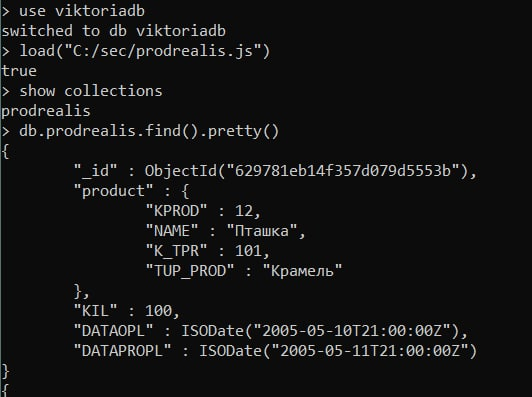 > use viktoriadb
switched to db viktoriadb
> load("C:/sec/prodrealis.js")
true
> show collections
prodrealis
> db.prodrealis.find().pretty()
{
        "_id" : ObjectId("629781eb14f357d079d5553b"),
        "product" : {
                "KPROD" : 12,
                "NAME" : "Пташка",
                "K_TPR" : 101,
                "TUP_PROD" : "Крамель"
        },
        "KIL" : 100,
        "DATAOPL" : ISODate("2005-05-10T21:00:00Z"),
        "DATAPROPL" : ISODate("2005-05-11T21:00:00Z")
}
{